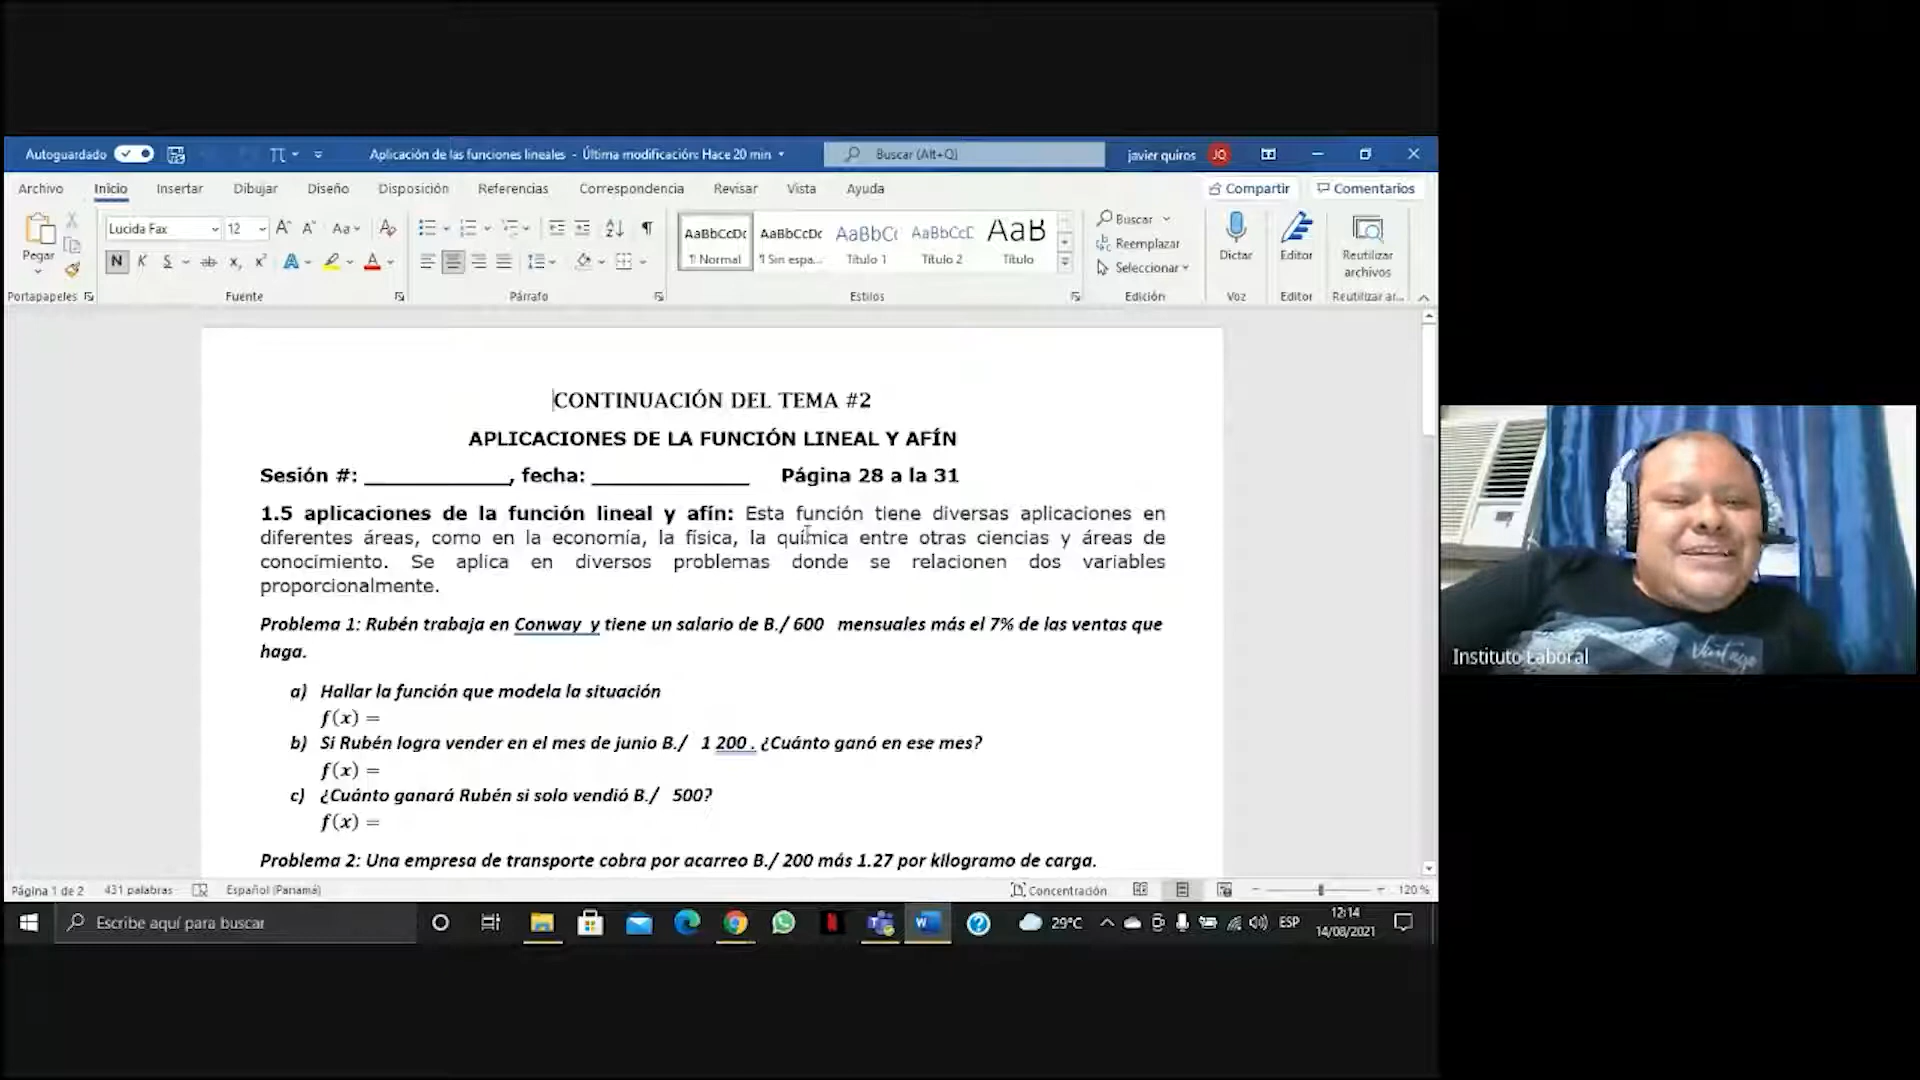 Autoguardado
Aplicación de las funciones lineales - Última modificación: Hace 20 min
Buscar (Alt+Q)
javier quiros
JQ
Archivo Inicio Insertar Dibujar Diseño Disposición Referencias Correspondencia Revisar Vista Ayuda
Compartir
Comentarios
Pegar
Portapapeles
Lucida Fax 12
N K S
Fuente
Párrafo
AaBbCcDc AaBbCcDc AaBbC( AaBbCcD AaB
¶ Normal ¶ Sin espa... Título 1 Título 2 Título
Estilos
Buscar
Reemplazar
Seleccionar
Edición
Dictar
Voz
Editor
Editor
Reutilizar
archivos
Reutilizar ar...
CONTINUACIÓN DEL TEMA #2
APLICACIONES DE LA FUNCIÓN LINEAL Y AFÍN
Sesión #: ____________, fecha: _____________ Página 28 a la 31
1.5 aplicaciones de la función lineal y afín: Esta función tiene diversas aplicaciones en
diferentes áreas, como en la economía, la física, la química entre otras ciencias y áreas de
conocimiento. Se aplica en diversos problemas donde se relacionen dos variables
proporcionalmente.
Problema 1: Rubén trabaja en Conway y tiene un salario de B./ 600 mensuales más el 7% de las ventas que
haga.
a) Hallar la función que modela la situación
f(x) =
b) Si Rubén logra vender en el mes de junio B./ 1 200 . ¿Cuánto ganó en ese mes?
f(x) =
c) ¿Cuánto ganará Rubén si solo vendió B./ 500?
f(x) =
Problema 2: Una empresa de transporte cobra por acarreo B./ 200 más 1.27 por kilogramo de carga.
Página 1 de 2 431 palabras Español (Panamá)
Concentración
120 %
Escribe aquí para buscar
29°C
ESP
12:14
14/08/2021
Instituto Laboral
Vintage